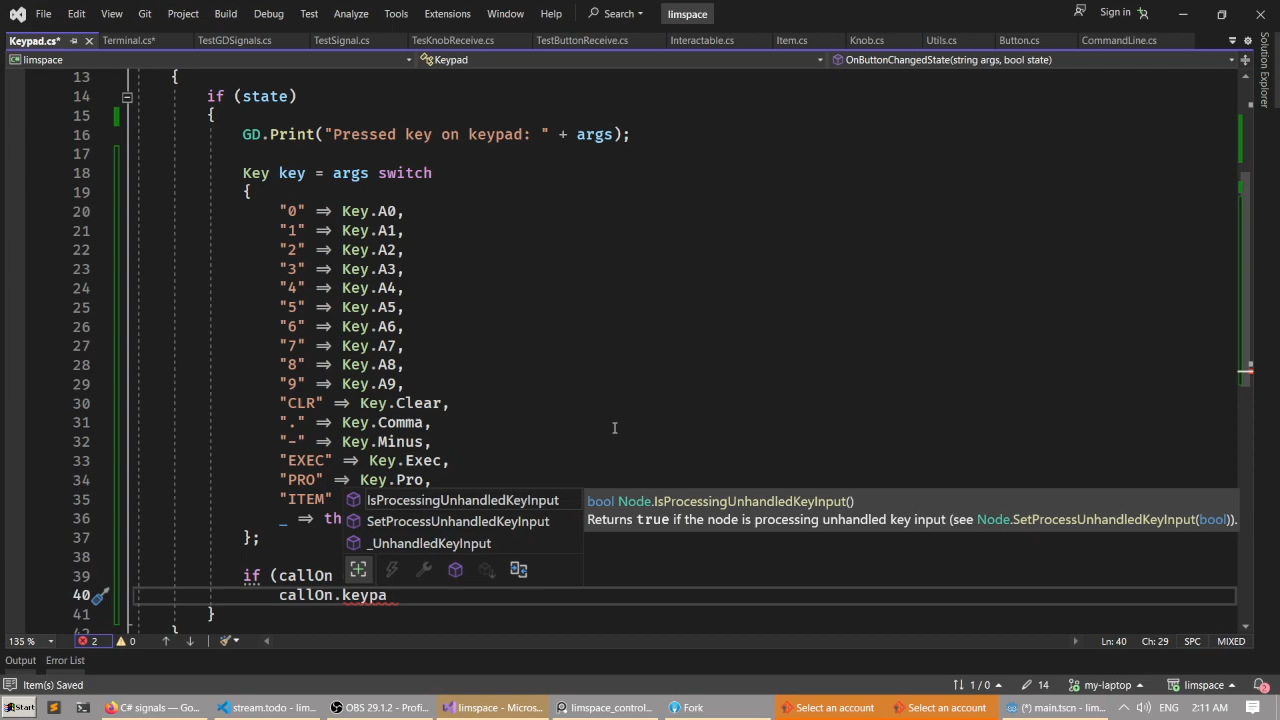 File Edit View Git Project Build Debug Test Analyze Tools Extensions Window Help Search limspace Sign in
Keypad.cs* Terminal.cs* TestGDSignals.cs TestSignal.cs TesKnobReceive.cs TestButtonReceive.cs Interactable.cs Item.cs Knob.cs Utils.cs Button.cs CommandLine.cs
limspace Keypad OnButtonChangedState(string args, bool state)
Solution Explorer
13 {
14 if (state)
15 {
16 GD.Print("Pressed key on keypad: " + args);
17
18 Key key = args switch
19 {
20 "0" => Key.A0,
21 "1" => Key.A1,
22 "2" => Key.A2,
23 "3" => Key.A3,
24 "4" => Key.A4,
25 "5" => Key.A5,
26 "6" => Key.A6,
27 "7" => Key.A7,
28 "8" => Key.A8,
29 "9" => Key.A9,
30 "CLR" => Key.Clear,
31 "." => Key.Comma,
32 "-" => Key.Minus,
33 "EXEC" => Key.Exec,
34 "PRO" => Key.Pro,
35 "ITEM"
36 _ => th
37 };
38
39 if (callOn
40 callOn.keypa
41 }
IsProcessingUnhandledKeyInput
SetProcessUnhandledKeyInput
_UnhandledKeyInput
bool Node.IsProcessingUnhandledKeyInput()
Returns true if the node is processing unhandled key input (see Node.SetProcessUnhandledKeyInput(bool)).
135 % 2 0 Ln: 40 Ch: 29 SPC MIXED
Output Error List
Item(s) Saved 1 / 0 14 my-laptop limspace 2
Start C# signals — Go... stream.todo - lim... OBS 29.1.2 - Profi... limspace - Micros... limspace_control... Fork Select an account Select an account (*) main.tscn - li... ENG 2:11 AM